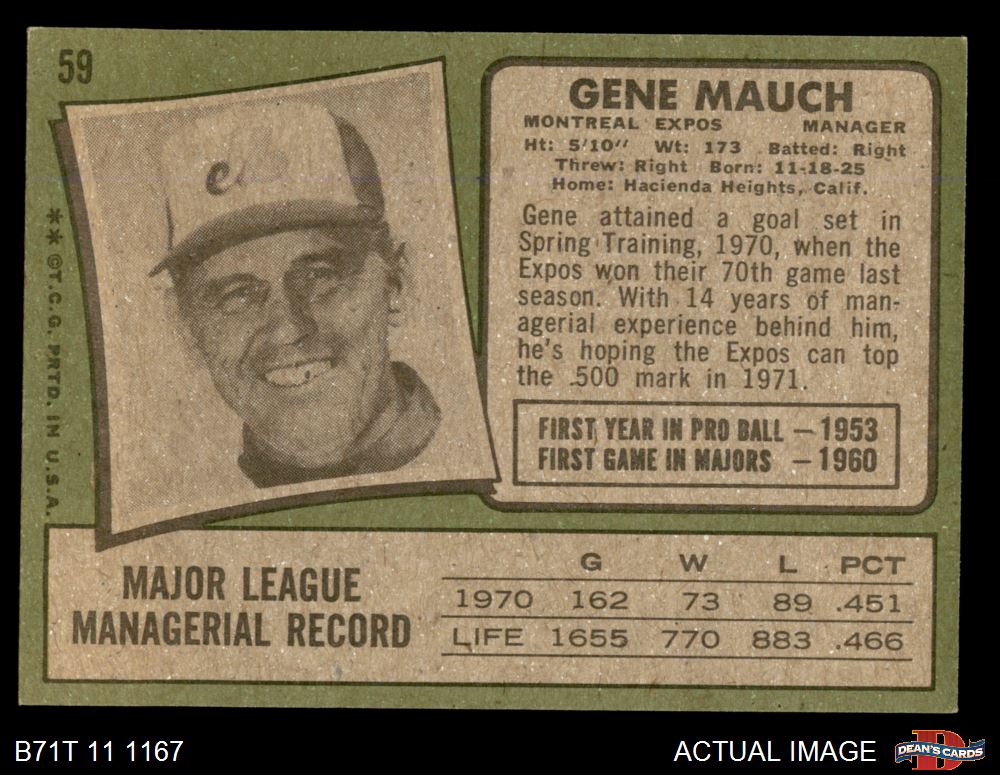 59
GENE MAUCH
MONTREAL EXPOS MANAGER
Ht: 5'10" Wt: 173 Batted: Right
Threw: Right Born: 11-18-25
Home: Hacienda Heights, Calif.
Gene attained a goal set in
Spring Training, 1970, when the
Expos won their 70th game last
season. With 14 years of man-
agerial experience behind him,
he's hoping the Expos can top
the .500 mark in 1971.
FIRST YEAR IN PRO BALL — 1953
FIRST GAME IN MAJORS — 1960
** ©T.C.G. PRTD. IN U.S.A.
MAJOR LEAGUE
MANAGERIAL RECORD
G W L PCT
1970 162 73 89 .451
LIFE 1655 770 883 .466
B71T 11 1167
ACTUAL IMAGE
DEAN'S CARDS